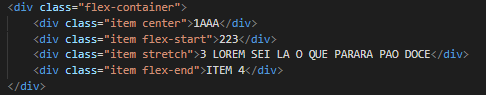 <div class="flex-container">
    <div class="item center">1AAA</div>
    <div class="item flex-start">223</div>
    <div class="item stretch">3 LOREM SEI LA O QUE PARARA PAO DOCE</div>
    <div class="item flex-end">ITEM 4</div>
</div>